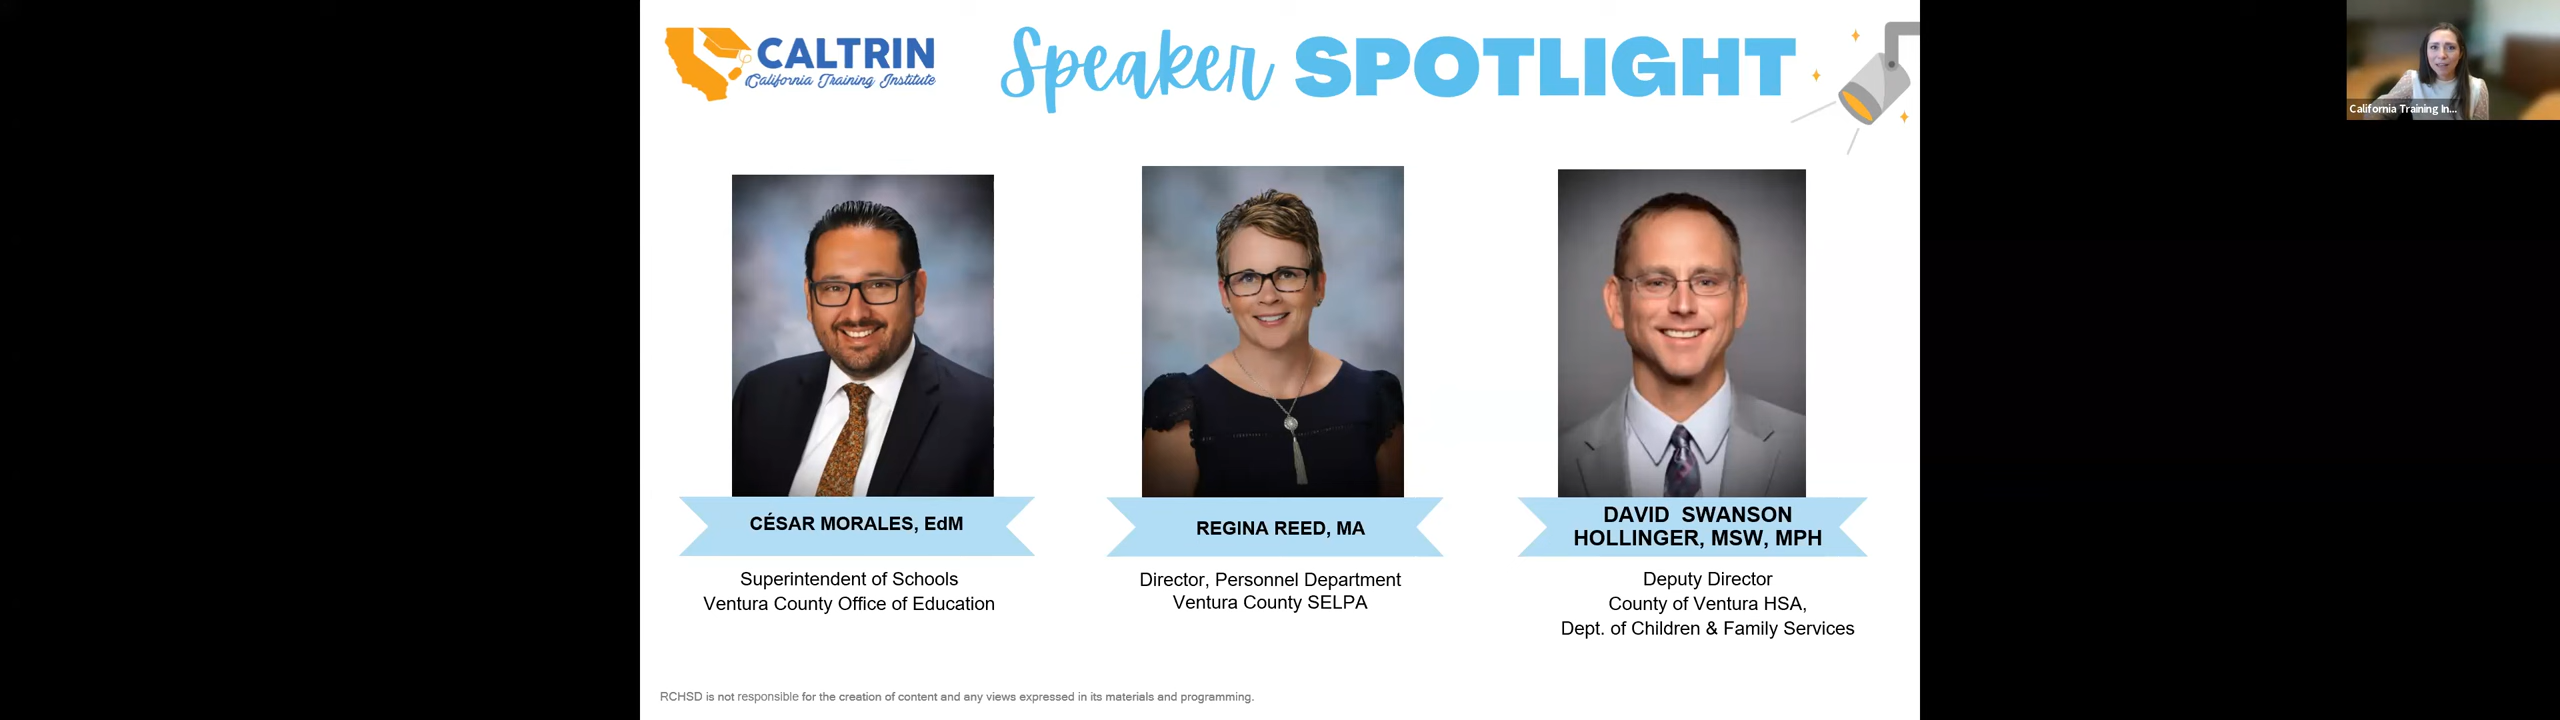 CALTRIN
California Training Institute
Speaker SPOTLIGHT
California Training In...
CÉSAR MORALES, EdM
Superintendent of Schools
Ventura County Office of Education
REGINA REED, MA
Director, Personnel Department
Ventura County SELPA
DAVID SWANSON
HOLLINGER, MSW, MPH
Deputy Director
County of Ventura HSA,
Dept. of Children & Family Services
RCHSD is not responsible for the creation of content and any views expressed in its materials and programming.